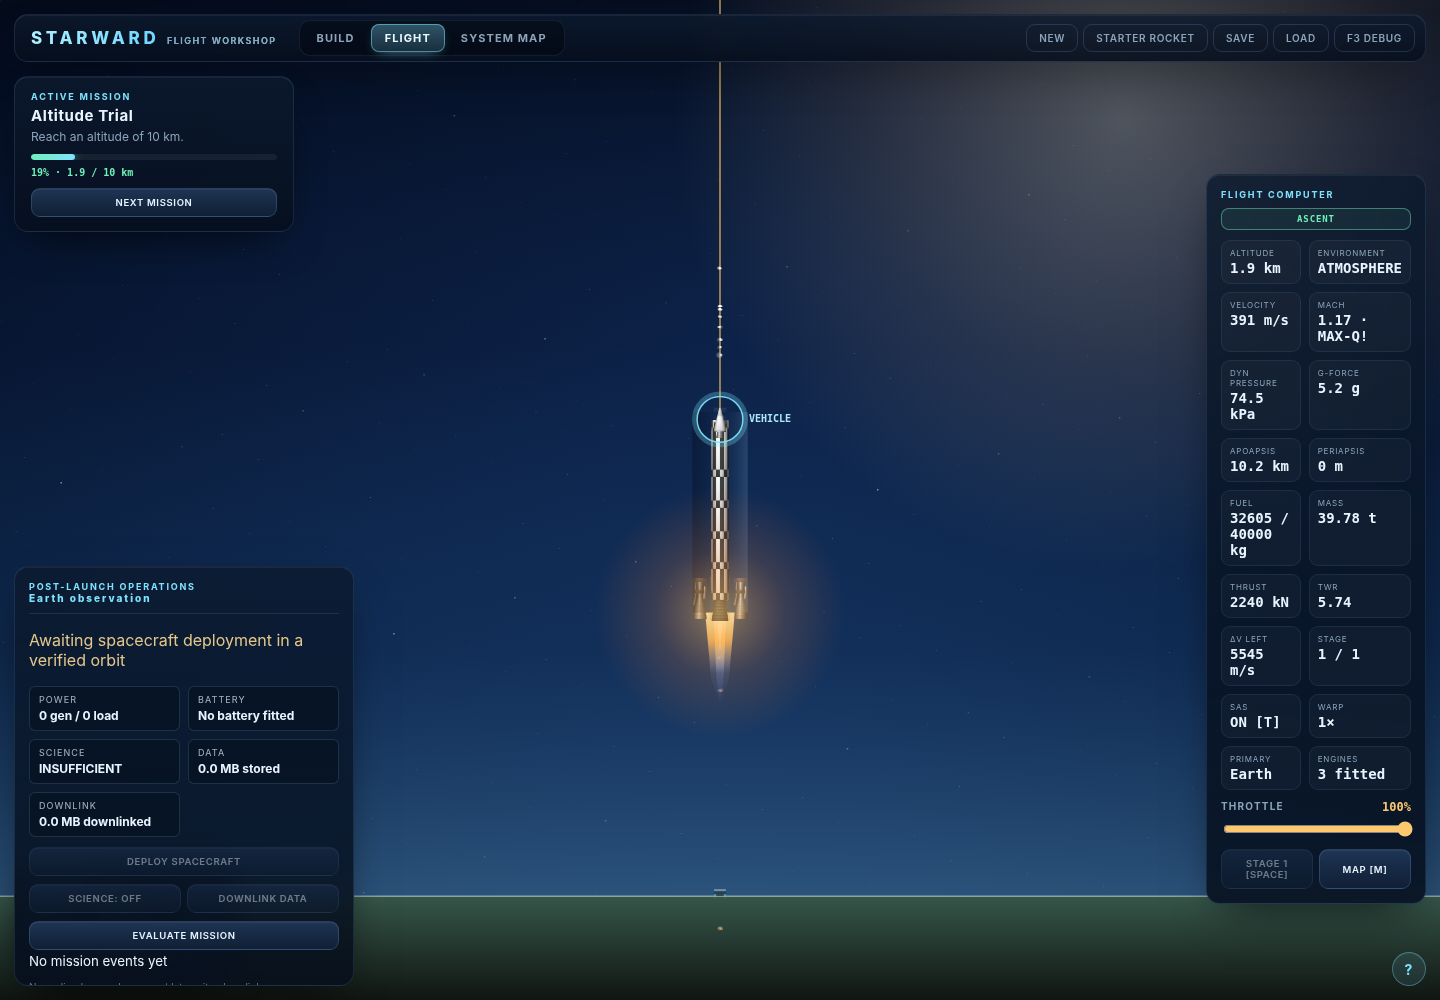 STARWARD FLIGHT WORKSHOP
BUILD FLIGHT SYSTEM MAP
NEW STARTER ROCKET SAVE LOAD F3 DEBUG
ACTIVE MISSION
Altitude Trial
Reach an altitude of 10 km.
19% · 1.9 / 10 km
NEXT MISSION
VEHICLE
POST-LAUNCH OPERATIONS
Earth observation
Awaiting spacecraft deployment in a
verified orbit
POWER
0 gen / 0 load
BATTERY
No battery fitted
SCIENCE
INSUFFICIENT
DATA
0.0 MB stored
DOWNLINK
0.0 MB downlinked
DEPLOY SPACECRAFT
SCIENCE: OFF
DOWNLINK DATA
EVALUATE MISSION
No mission events yet
FLIGHT COMPUTER
ASCENT
ALTITUDE
1.9 km
ENVIRONMENT
ATMOSPHERE
VELOCITY
391 m/s
MACH
1.17 ·
MAX-Q!
DYN
PRESSURE
74.5
kPa
G-FORCE
5.2 g
APOAPSIS
10.2 km
PERIAPSIS
0 m
FUEL
32605 /
40000
kg
MASS
39.78 t
THRUST
2240 kN
TWR
5.74
ΔV LEFT
5545
m/s
STAGE
1 / 1
SAS
ON [T]
WARP
1×
PRIMARY
Earth
ENGINES
3 fitted
THROTTLE 100%
STAGE 1
[SPACE]
MAP [M]
?